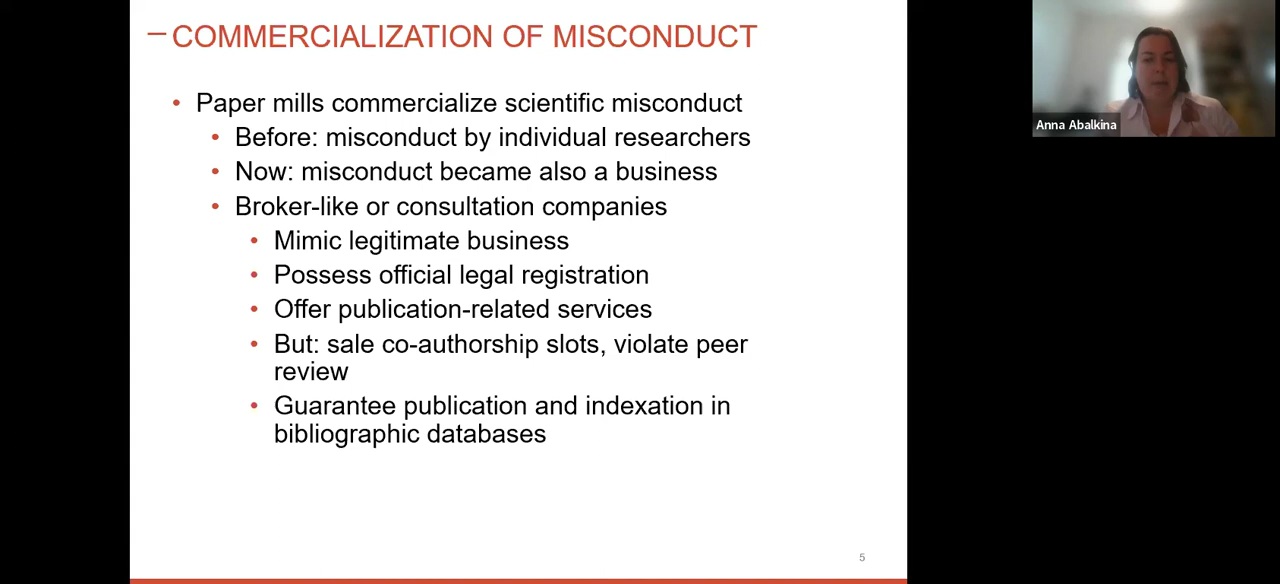 COMMERCIALIZATION OF MISCONDUCT
• Paper mills commercialize scientific misconduct
• Before: misconduct by individual researchers
• Now: misconduct became also a business
• Broker-like or consultation companies
• Mimic legitimate business
• Possess official legal registration
• Offer publication-related services
• But: sale co-authorship slots, violate peer
review
• Guarantee publication and indexation in
bibliographic databases
5
Anna Abalkina